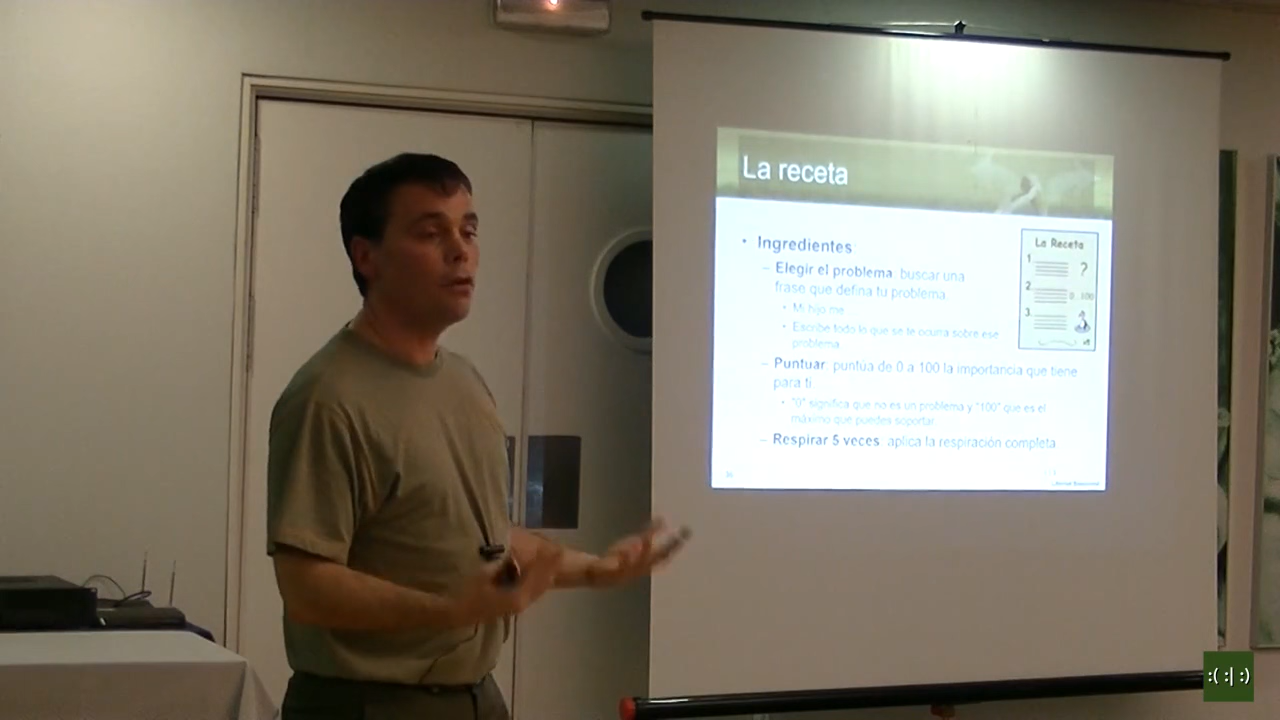 La receta
• Ingredientes:
– Elegir el problema: buscar una
frase que defina tu problema
• Mi hijo me...
• Escribe todo lo que se te ocurra sobre ese
problema
– Puntuar: puntúa de 0 a 100 la importancia que tiene
para ti
• "0" significa que no es un problema y "100" que es el
máximo que puedes soportar
– Respirar 5 veces: aplica la respiración completa
La Receta
1
?
2
0..100
3
:( :| :)